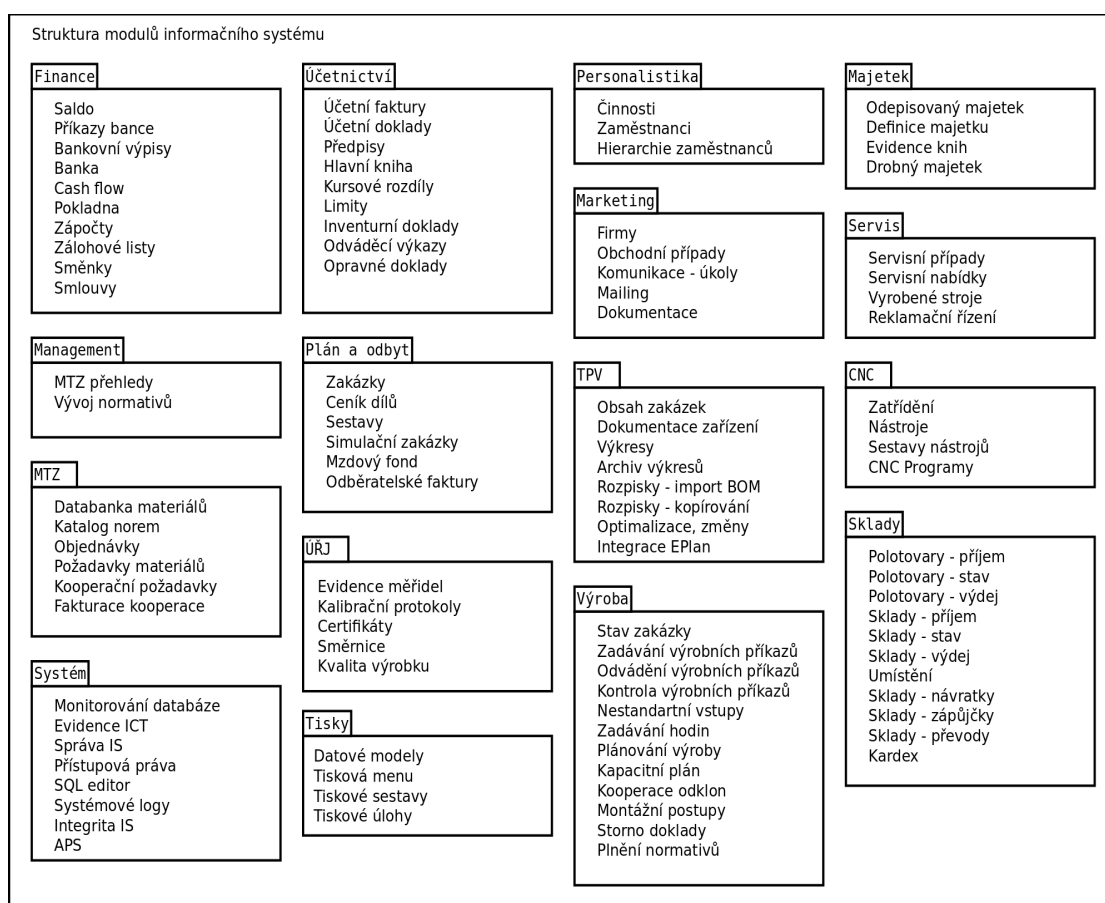 Struktura modulů informačního systému
Finance
Saldo
Příkazy bance
Bankovní výpisy
Banka
Cash flow
Pokladna
Zápočty
Zálohové listy
Směnky
Smlouvy
Management
MTZ přehledy
Vývoj normativů
MTZ
Databanka materiálů
Katalog norem
Objednávky
Požadavky materiálů
Kooperační požadavky
Fakturace kooperace
Systém
Monitorování databáze
Evidence ICT
Správa IS
Přístupová práva
SQL editor
Systémové logy
Integrita IS
APS
Účetnictví
Účetní faktury
Účetní doklady
Předpisy
Hlavní kniha
Kursové rozdíly
Limity
Inventurní doklady
Odváděcí výkazy
Opravné doklady
Plán a odbyt
Zakázky
Ceník dílů
Sestavy
Simulační zakázky
Mzdový fond
Odběratelské faktury
ÚŘJ
Evidence měřidel
Kalibrační protokoly
Certifikáty
Směrnice
Kvalita výrobku
Tisky
Datové modely
Tisková menu
Tiskové sestavy
Tiskové úlohy
Personalistika
Činnosti
Zaměstnanci
Hierarchie zaměstnanců
Marketing
Firmy
Obchodní případy
Komunikace - úkoly
Mailing
Dokumentace
TPV
Obsah zakázek
Dokumentace zařízení
Výkresy
Archiv výkresů
Rozpisky - import BOM
Rozpisky - kopírování
Optimalizace, změny
Integrace EPlan
Výroba
Stav zakázky
Zadávání výrobních příkazů
Odvádění výrobních příkazů
Kontrola výrobních příkazů
Nestandartní vstupy
Zadávání hodin
Plánování výroby
Kapacitní plán
Kooperace odklon
Montážní postupy
Storno doklady
Plnění normativů
Majetek
Odepisovaný majetek
Definice majetku
Evidence knih
Drobný majetek
Servis
Servisní případy
Servisní nabídky
Vyrobené stroje
Reklamační řízení
CNC
Zatřídění
Nástroje
Sestavy nástrojů
CNC Programy
Sklady
Polotovary - příjem
Polotovary - stav
Polotovary - výdej
Sklady - příjem
Sklady - stav
Sklady - výdej
Umístění
Sklady - návratky
Sklady - zápůjčky
Sklady - převody
Kardex